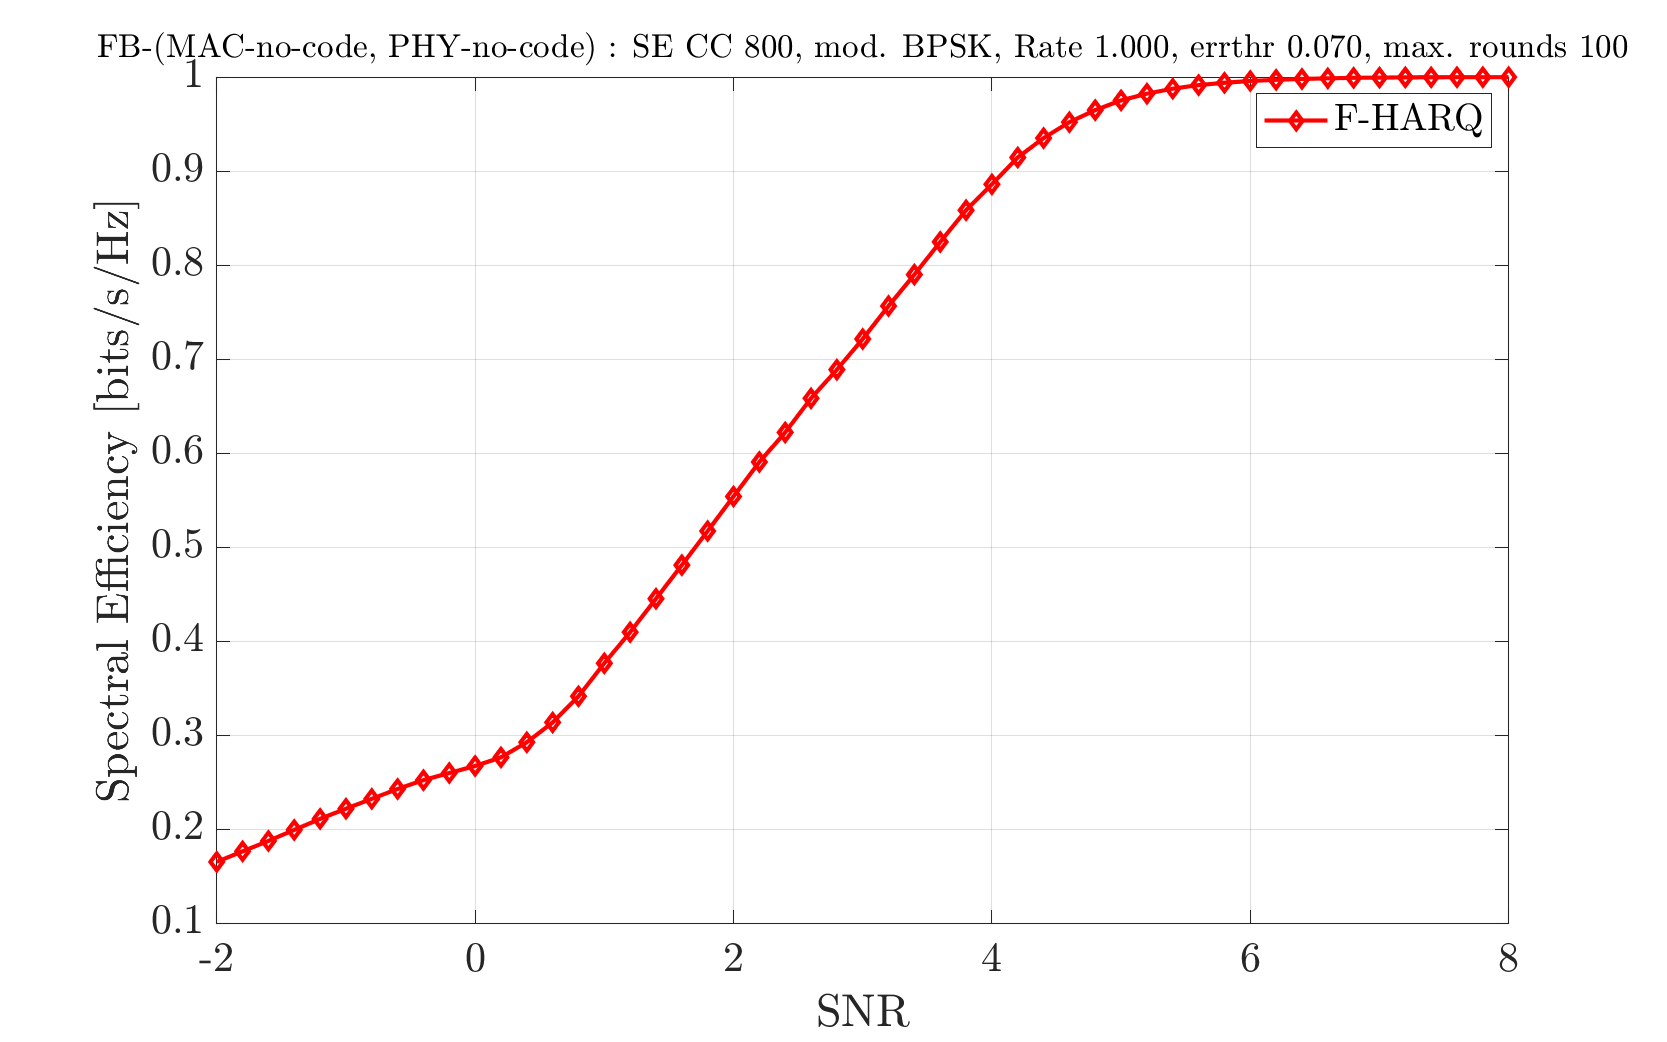 FB-(MAC-no-code, PHY-no-code) : SE CC 800, mod. BPSK, Rate 1.000, errthr 0.070, max. rounds 100
1
F-HARQ
0.9
0.8
0.7
0.6
0.5
0.4
0.3
0.2
0.1
Spectral Efficiency [bits/s/Hz]
-2 0 2 4 6 8
SNR